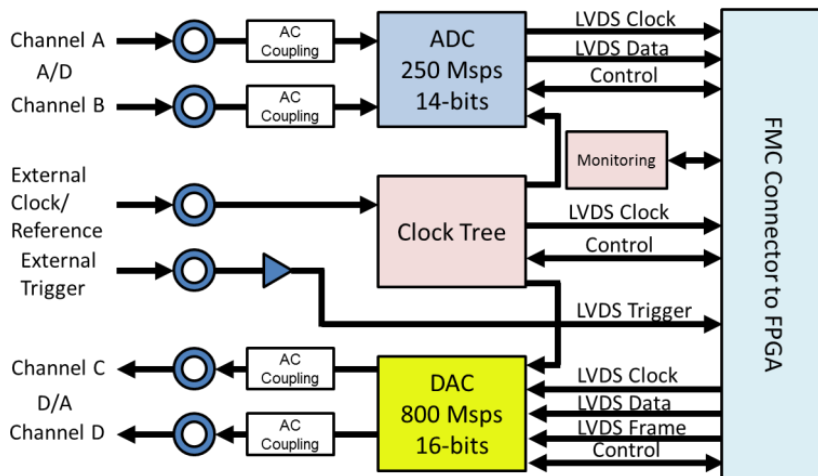 Channel A
A/D
Channel B
AC
Coupling
AC
Coupling
ADC
250 Msps
14-bits
LVDS Clock
LVDS Data
Control
Monitoring
External
Clock/
Reference
External
Trigger
Clock Tree
LVDS Clock
Control
LVDS Trigger
Channel C
D/A
Channel D
AC
Coupling
AC
Coupling
DAC
800 Msps
16-bits
LVDS Clock
LVDS Data
LVDS Frame
Control
FMC Connector to FPGA